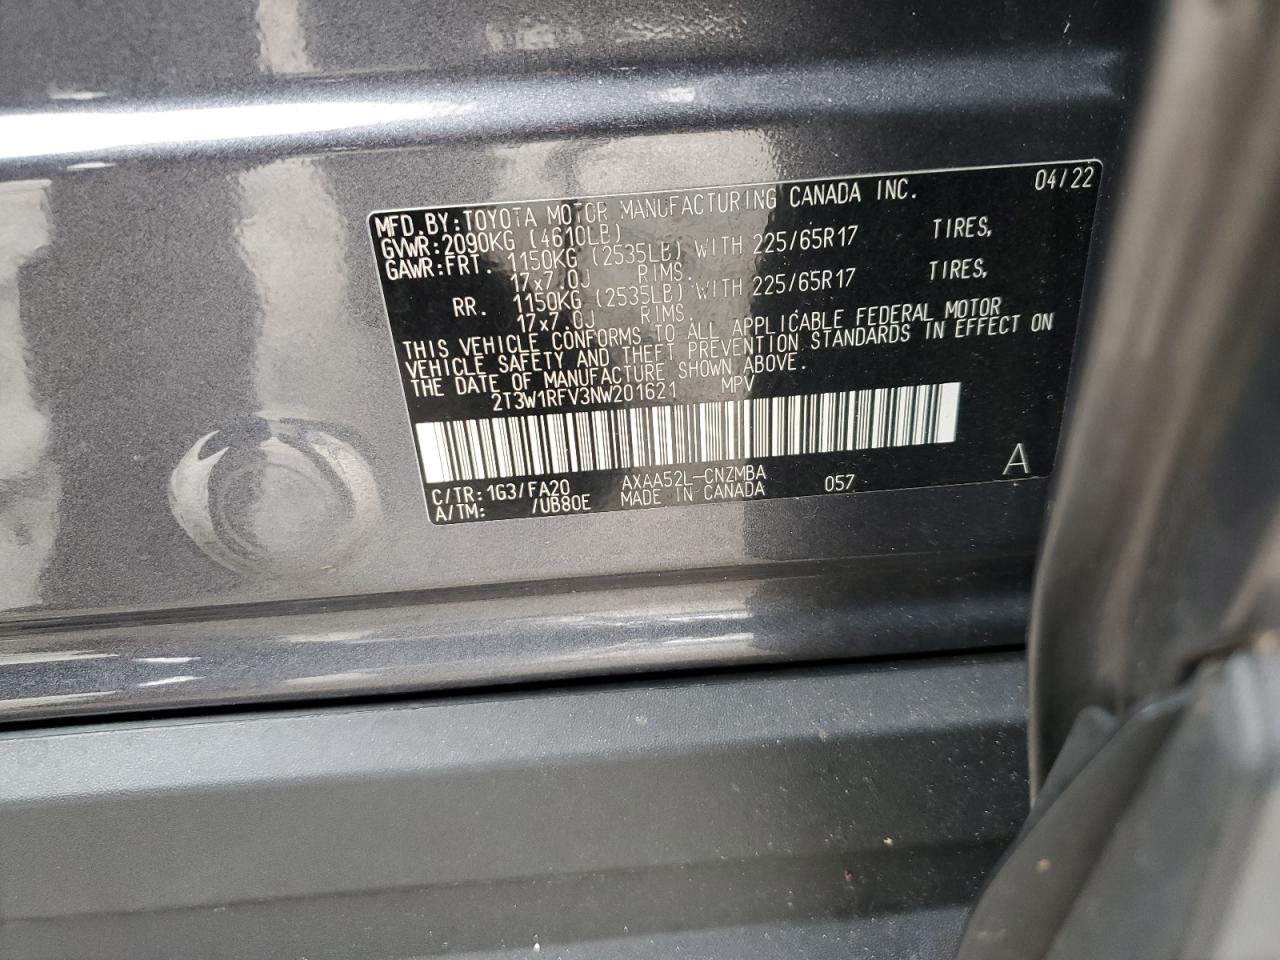 MFD.BY:TOYOTA MOTOR MANUFACTURING CANADA INC. 04/22
GVWR:2090KG (4610LB)
GAWR:FRT. 1150KG (2535LB) WITH 225/65R17 TIRES,
17x7.0J RIMS.
RR. 1150KG (2535LB) WITH 225/65R17 TIRES,
17x7.0J RIMS.
THIS VEHICLE CONFORMS TO ALL APPLICABLE FEDERAL MOTOR
VEHICLE SAFETY AND THEFT PREVENTION STANDARDS IN EFFECT ON
THE DATE OF MANUFACTURE SHOWN ABOVE.
2T3W1RFV3NW201621 MPV
C/TR:1G3/FA20 AXAA52L-CNZMBA 057 A
A/TM: /UB80E MADE IN CANADA